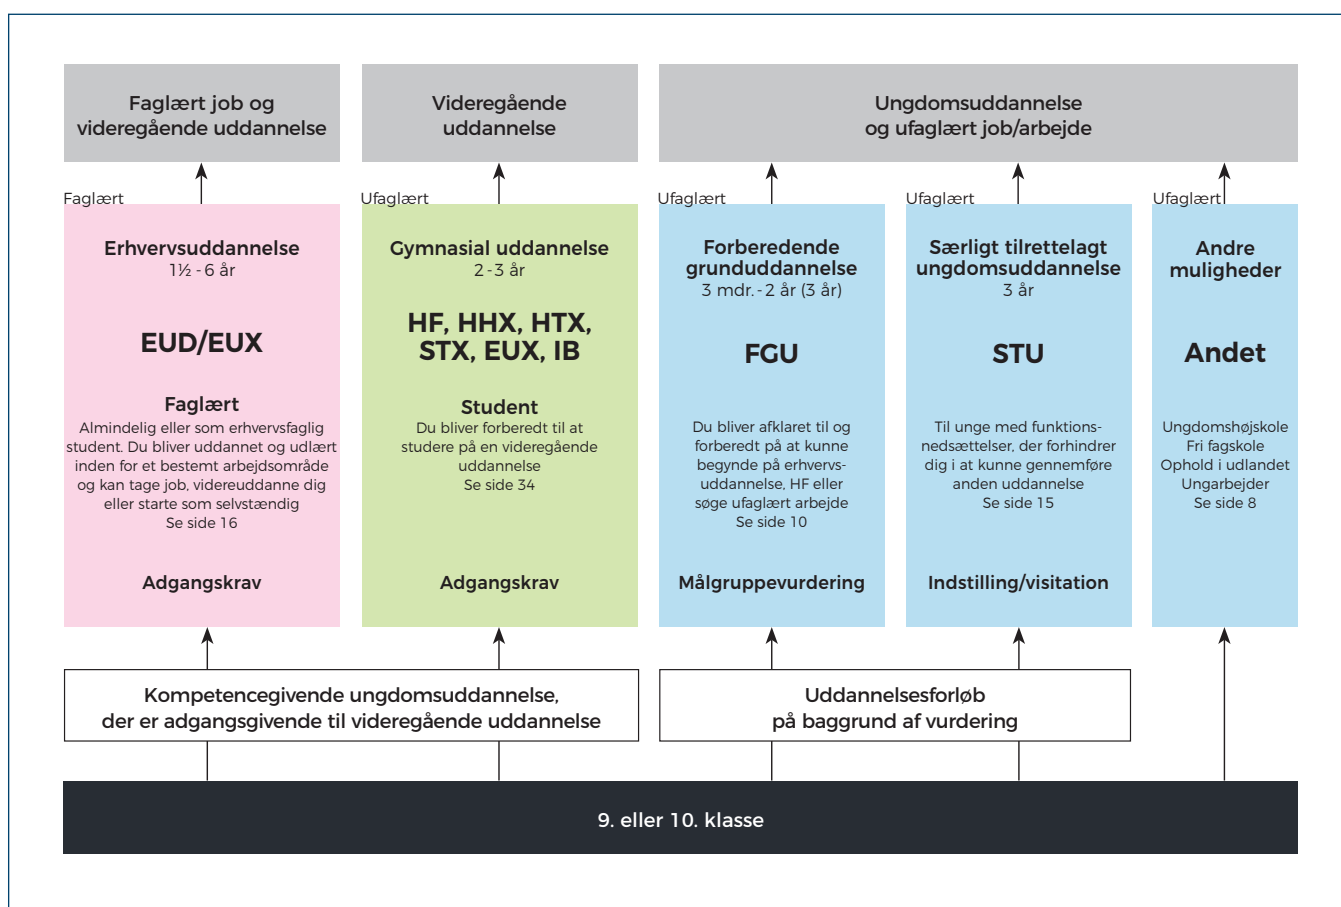 Faglært job og
videregående uddannelse
Videregående
uddannelse
Ungdomsuddannelse
og ufaglært job/arbejde
Faglært
Erhvervsuddannelse
1½ - 6 år
EUD/EUX
Faglært
Almindelig eller som erhvervsfaglig
student. Du bliver uddannet og udlært
inden for et bestemt arbejdsområde
og kan tage job, videreuddanne dig
eller starte som selvstændig
Se side 16
Adgangskrav
Ufaglært
Gymnasial uddannelse
2 - 3 år
HF, HHX, HTX,
STX, EUX, IB
Student
Du bliver forberedt til at
studere på en videregående
uddannelse
Se side 34
Adgangskrav
Ufaglært
Forberedende
grunduddannelse
3 mdr. - 2 år (3 år)
FGU
Du bliver afklaret til og
forberedt på at kunne
begynde på erhvervs-
uddannelse, HF eller
søge ufaglært arbejde
Se side 10
Målgruppevurdering
Ufaglært
Særligt tilrettelagt
ungdomsuddannelse
3 år
STU
Til unge med funktions-
nedsættelser, der forhindrer
dig i at kunne gennemføre
anden uddannelse
Se side 15
Indstilling/visitation
Ufaglært
Andre
muligheder
Andet
Ungdomshøjskole
Fri fagskole
Ophold i udlandet
Ungarbejder
Se side 8
Kompetencegivende ungdomsuddannelse,
der er adgangsgivende til videregående uddannelse
Uddannelsesforløb
på baggrund af vurdering
9. eller 10. klasse